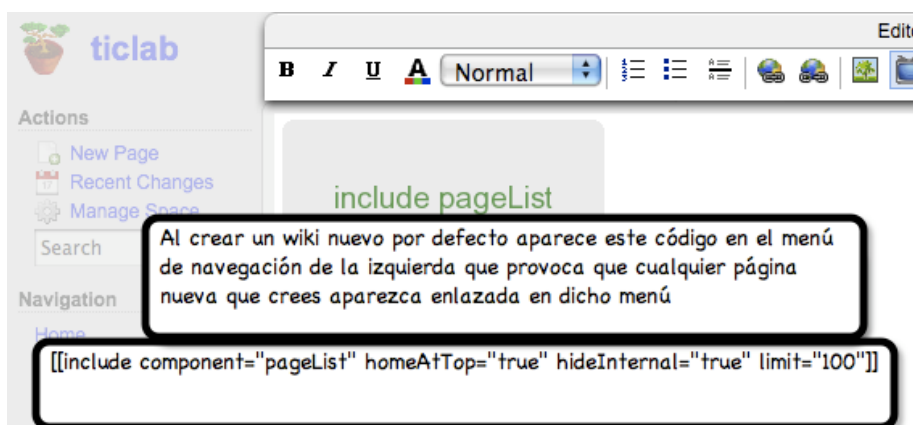 ticlab
Edito
B I U A Normal
Actions
New Page
17
Recent Changes
Manage Space
Search
Navigation
Home
include pageList
Al crear un wiki nuevo por defecto aparece este código en el menú
de navegación de la izquierda que provoca que cualquier página
nueva que crees aparezca enlazada en dicho menú
[[include component="pageList" homeAtTop="true" hideInternal="true" limit="100"]]